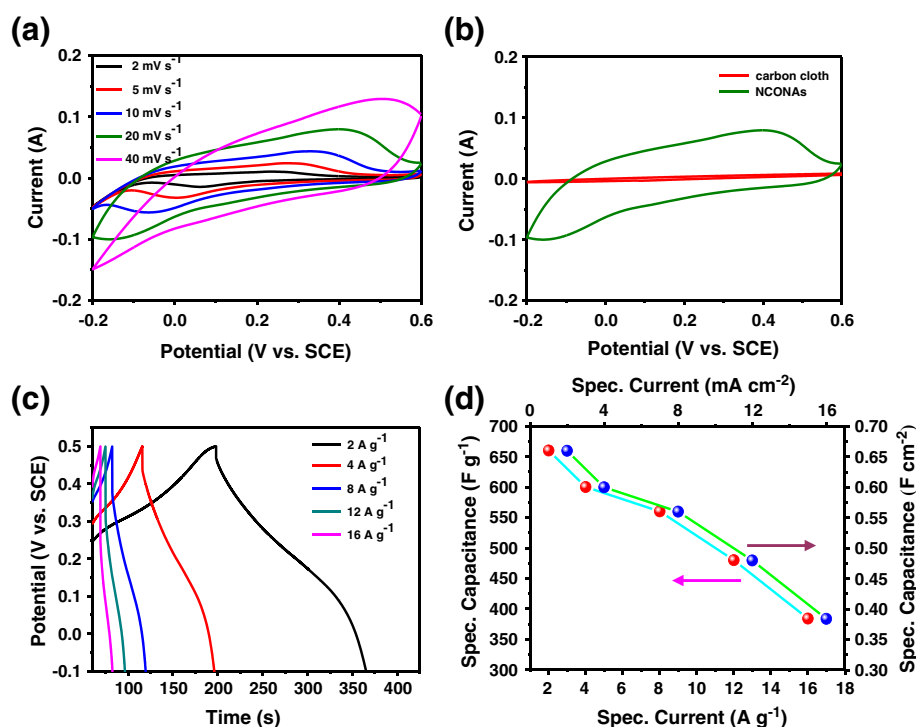 (a)
0.2
0.1
0.0
-0.1
-0.2
Current (A)
2 mV s⁻¹
5 mV s⁻¹
10 mV s⁻¹
20 mV s⁻¹
40 mV s⁻¹
-0.2 0.0 0.2 0.4 0.6
Potential (V vs. SCE)
(b)
0.2
0.1
0.0
-0.1
-0.2
Current (A)
carbon cloth
NCONAs
-0.2 0.0 0.2 0.4 0.6
Potential (V vs. SCE)
(c)
0.5
0.4
0.3
0.2
0.1
0.0
-0.1
Potential (V vs. SCE)
2 A g⁻¹
4 A g⁻¹
8 A g⁻¹
12 A g⁻¹
16 A g⁻¹
100 150 200 250 300 350 400
Time (s)
(d)
Spec. Current (mA cm⁻²)
0 2 4 6 8 10 12 14 16
700
650
600
550
500
450
400
350
300
Spec. Capacitance (F g⁻¹)
0.70
0.65
0.60
0.55
0.50
0.45
0.40
0.35
0.30
Spec. Capacitance (F cm⁻²)
2 4 6 8 10 12 14 16 18
Spec. Current (A g⁻¹)